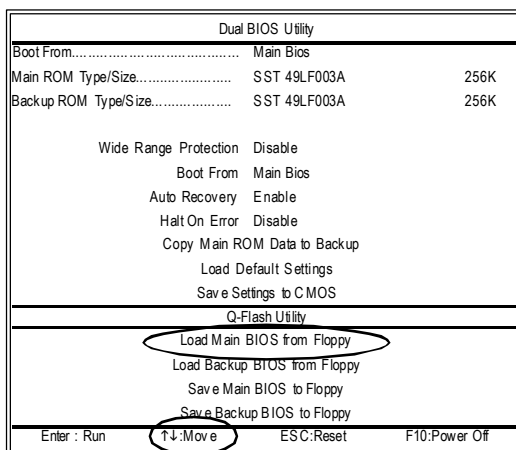 Dual BIOS Utility
Boot From........................................ Main Bios
Main ROM Type/Size....................... SST 49LF003A 256K
Backup ROM Type/Size................... SST 49LF003A 256K
Wide Range Protection Disable
Boot From Main Bios
Auto Recovery Enable
Halt On Error Disable
Copy Main ROM Data to Backup
Load Default Settings
Save Settings to CMOS
Q-Flash Utility
Load Main BIOS from Floppy
Load Backup BIOS from Floppy
Save Main BIOS to Floppy
Save Backup BIOS to Floppy
Enter : Run ↑↓:Move ESC:Reset F10:Power Off